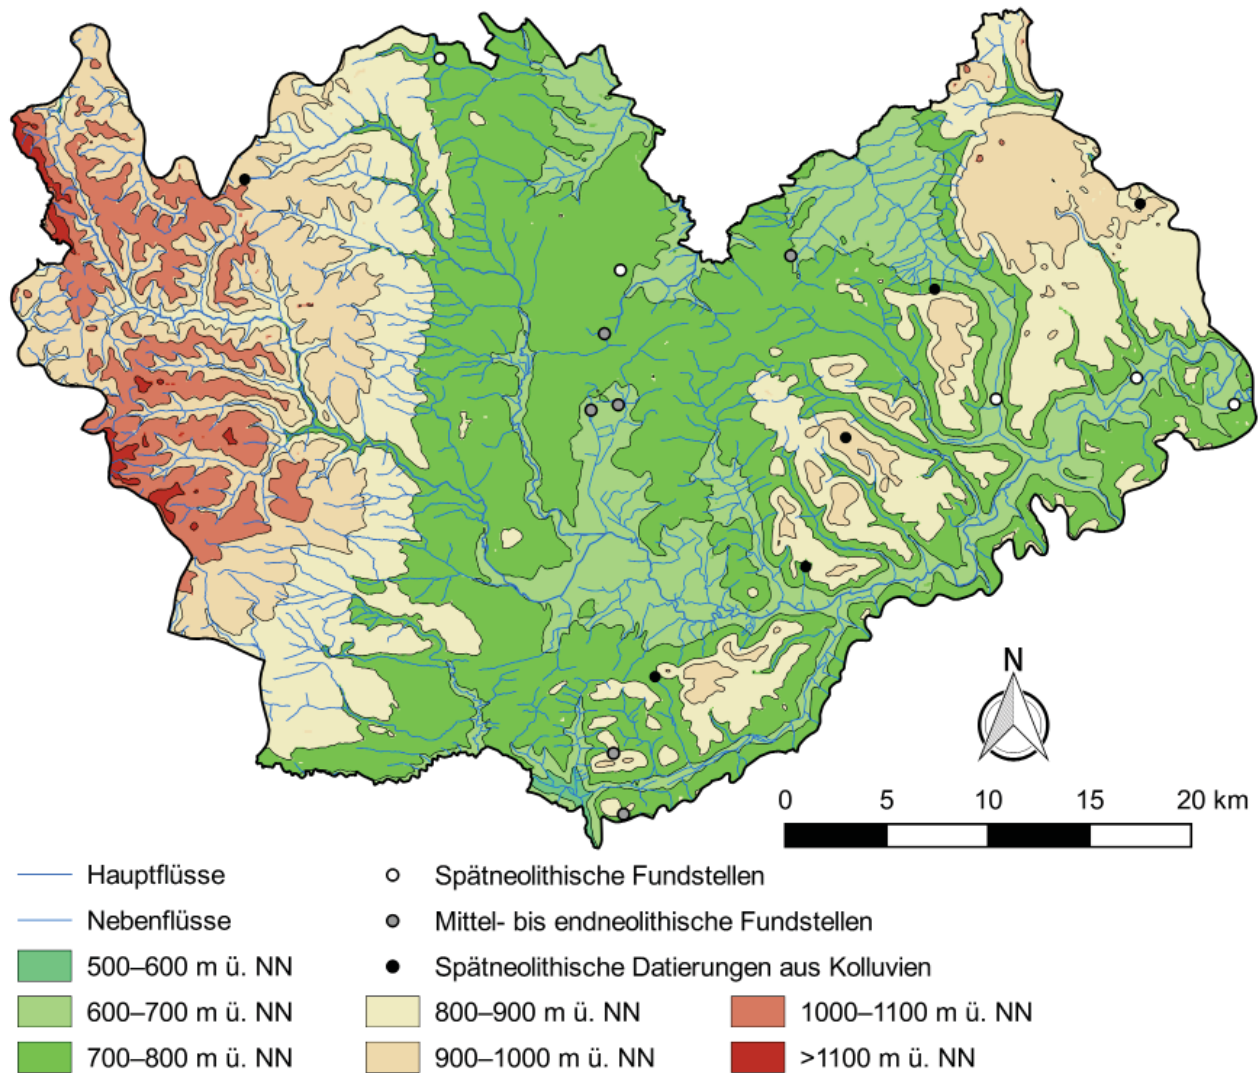 N
0 5 10 15 20 km
Hauptflüsse
Nebenflüsse
500–600 m ü. NN
600–700 m ü. NN
700–800 m ü. NN
Spätneolithische Fundstellen
Mittel- bis endneolithische Fundstellen
Spätneolithische Datierungen aus Kolluvien
800–900 m ü. NN
900–1000 m ü. NN
1000–1100 m ü. NN
>1100 m ü. NN